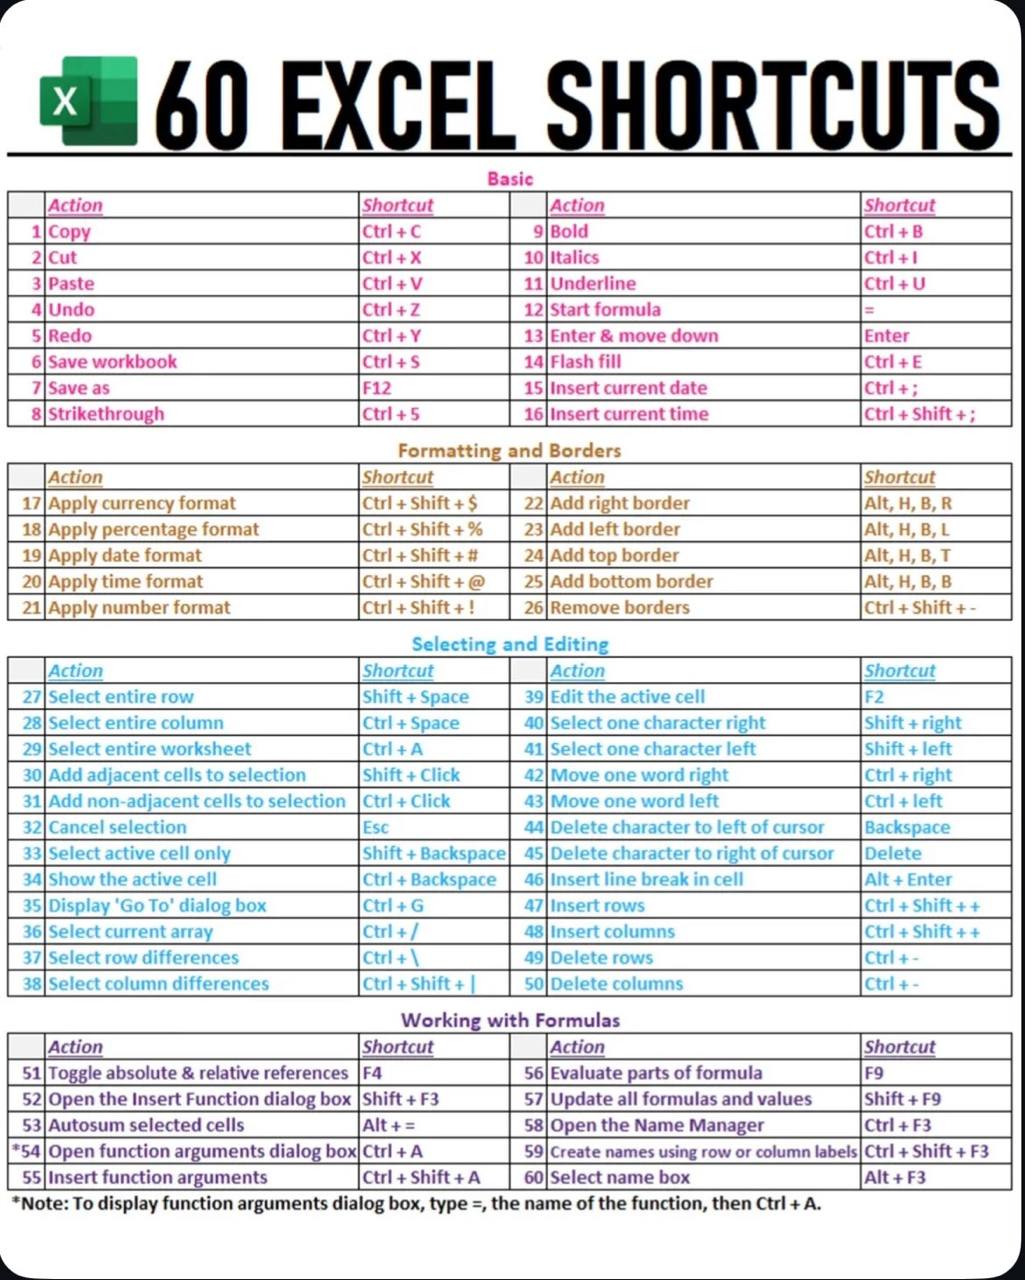 X 60 EXCEL SHORTCUTS
Basic
Action Shortcut Action Shortcut
1 Copy Ctrl + C 9 Bold Ctrl + B
2 Cut Ctrl + X 10 Italics Ctrl + I
3 Paste Ctrl + V 11 Underline Ctrl + U
4 Undo Ctrl + Z 12 Start formula =
5 Redo Ctrl + Y 13 Enter & move down Enter
6 Save workbook Ctrl + S 14 Flash fill Ctrl + E
7 Save as F12 15 Insert current date Ctrl + ;
8 Strikethrough Ctrl + 5 16 Insert current time Ctrl + Shift + ;
Formatting and Borders
Action Shortcut Action Shortcut
17 Apply currency format Ctrl + Shift + $ 22 Add right border Alt, H, B, R
18 Apply percentage format Ctrl + Shift + % 23 Add left border Alt, H, B, L
19 Apply date format Ctrl + Shift + # 24 Add top border Alt, H, B, T
20 Apply time format Ctrl + Shift + @ 25 Add bottom border Alt, H, B, B
21 Apply number format Ctrl + Shift + ! 26 Remove borders Ctrl + Shift + -
Selecting and Editing
Action Shortcut Action Shortcut
27 Select entire row Shift + Space 39 Edit the active cell F2
28 Select entire column Ctrl + Space 40 Select one character right Shift + right
29 Select entire worksheet Ctrl + A 41 Select one character left Shift + left
30 Add adjacent cells to selection Shift + Click 42 Move one word right Ctrl + right
31 Add non-adjacent cells to selection Ctrl + Click 43 Move one word left Ctrl + left
32 Cancel selection Esc 44 Delete character to left of cursor Backspace
33 Select active cell only Shift + Backspace 45 Delete character to right of cursor Delete
34 Show the active cell Ctrl + Backspace 46 Insert line break in cell Alt + Enter
35 Display 'Go To' dialog box Ctrl + G 47 Insert rows Ctrl + Shift + +
36 Select current array Ctrl + / 48 Insert columns Ctrl + Shift + +
37 Select row differences Ctrl + \ 49 Delete rows Ctrl + -
38 Select column differences Ctrl + Shift + | 50 Delete columns Ctrl + -
Working with Formulas
Action Shortcut Action Shortcut
51 Toggle absolute & relative references F4 56 Evaluate parts of formula F9
52 Open the Insert Function dialog box Shift + F3 57 Update all formulas and values Shift + F9
53 Autosum selected cells Alt + = 58 Open the Name Manager Ctrl + F3
*54 Open function arguments dialog box Ctrl + A 59 Create names using row or column labels Ctrl + Shift + F3
55 Insert function arguments Ctrl + Shift + A 60 Select name box Alt + F3
*Note: To display function arguments dialog box, type =, the name of the function, then Ctrl + A.